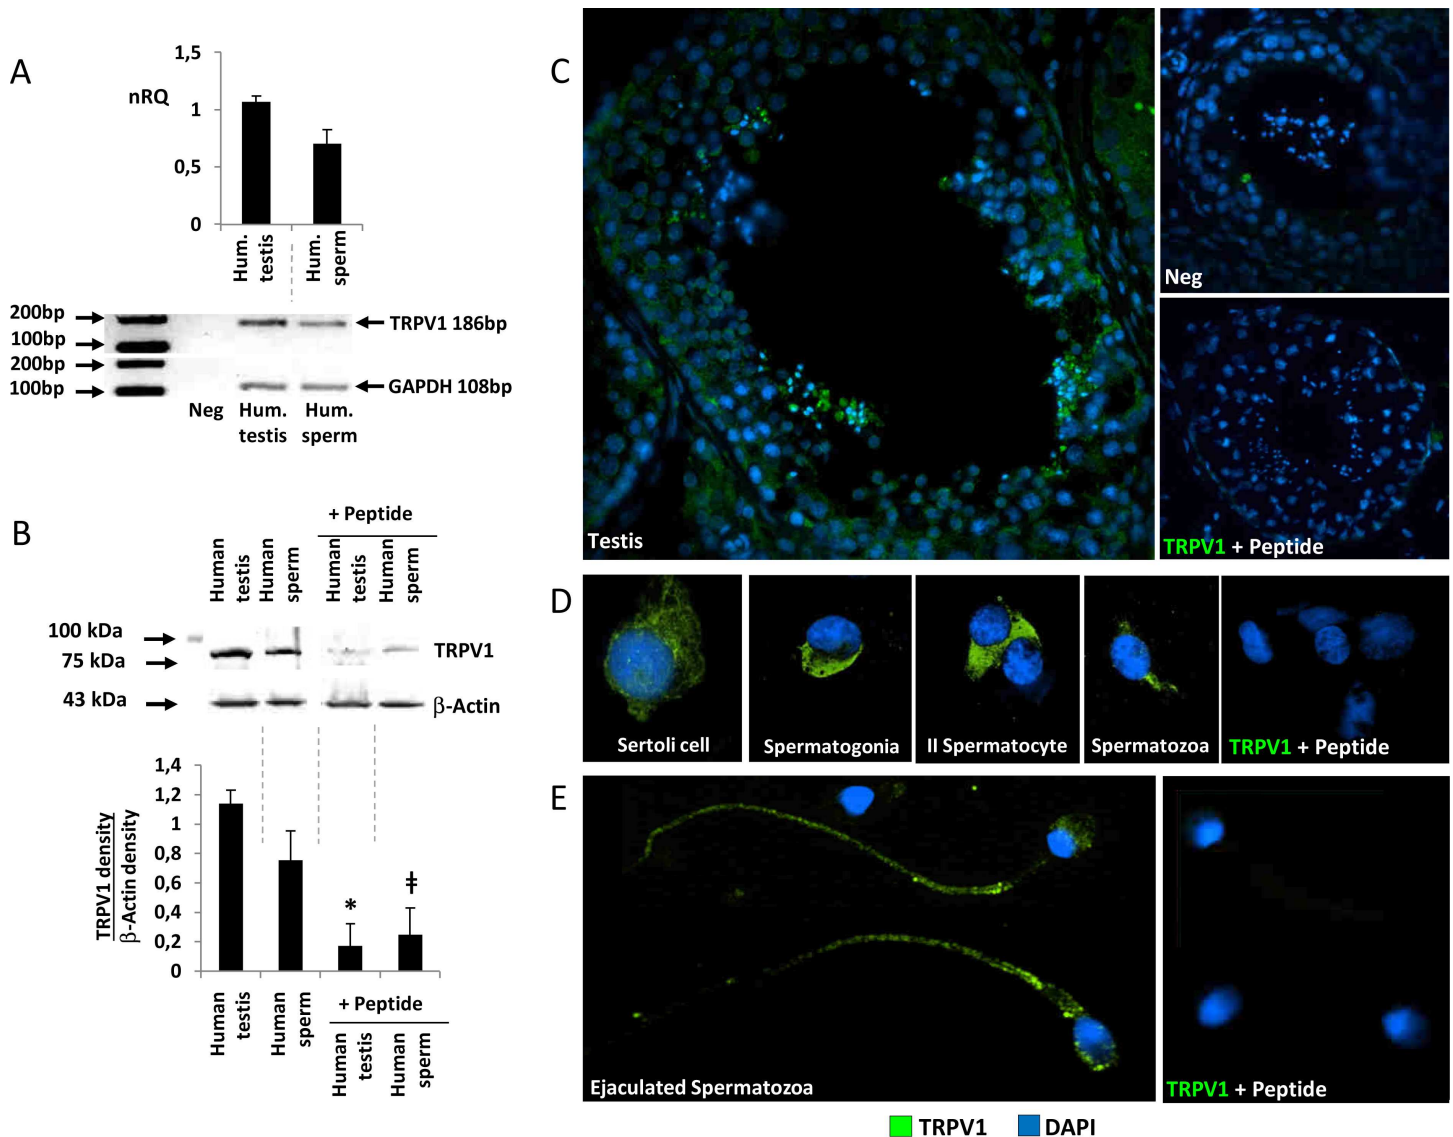 A
nRQ
1,5
1
0,5
0
Hum. testis
Hum. sperm
200bp
100bp
200bp
100bp
TRPV1 186bp
GAPDH 108bp
Neg
Hum. testis
Hum. sperm
B
+ Peptide
Human testis
Human sperm
Human testis
Human sperm
100 kDa
75 kDa
43 kDa
TRPV1
β-Actin
TRPV1 density
β-Actin density
1,4
1,2
1
0,8
0,6
0,4
0,2
0
*
ǂ
Human testis
Human sperm
+ Peptide
Human testis
Human sperm
C
Testis
Neg
TRPV1 + Peptide
D
Sertoli cell
Spermatogonia
II Spermatocyte
Spermatozoa
TRPV1 + Peptide
E
Ejaculated Spermatozoa
TRPV1 + Peptide
TRPV1
DAPI